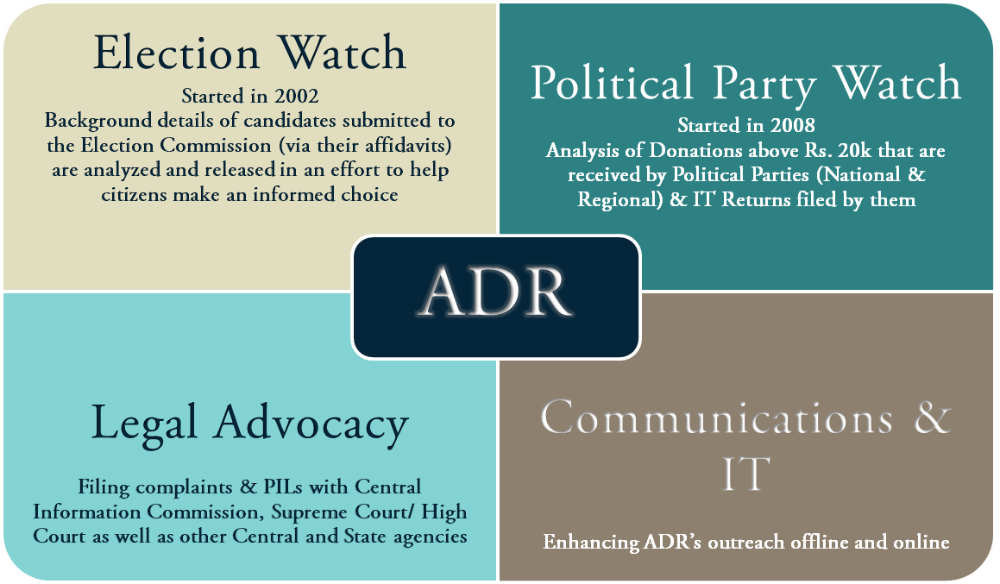 Election Watch
Started in 2002
Background details of candidates submitted to
the Election Commission (via their affidavits)
are analyzed and released in an effort to help
citizens make an informed choice
Political Party Watch
Started in 2008
Analysis of Donations above Rs. 20k that are
received by Political Parties (National &
Regional) & IT Returns filed by them
ADR
Legal Advocacy
Filing complaints & PILs with Central
Information Commission, Supreme Court/ High
Court as well as other Central and State agencies
Communications &
IT
Enhancing ADR's outreach offline and online